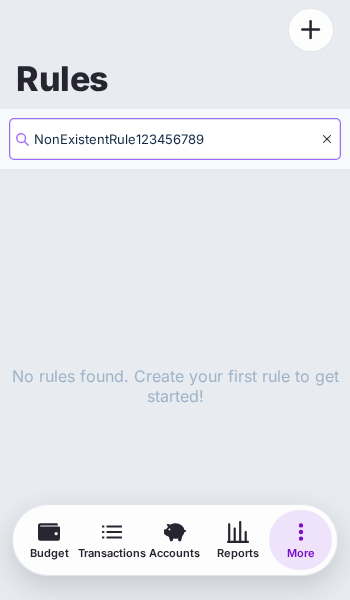 Rules
NonExistentRule123456789
No rules found. Create your first rule to get
started!
Budget
Transactions
Accounts
Reports
More